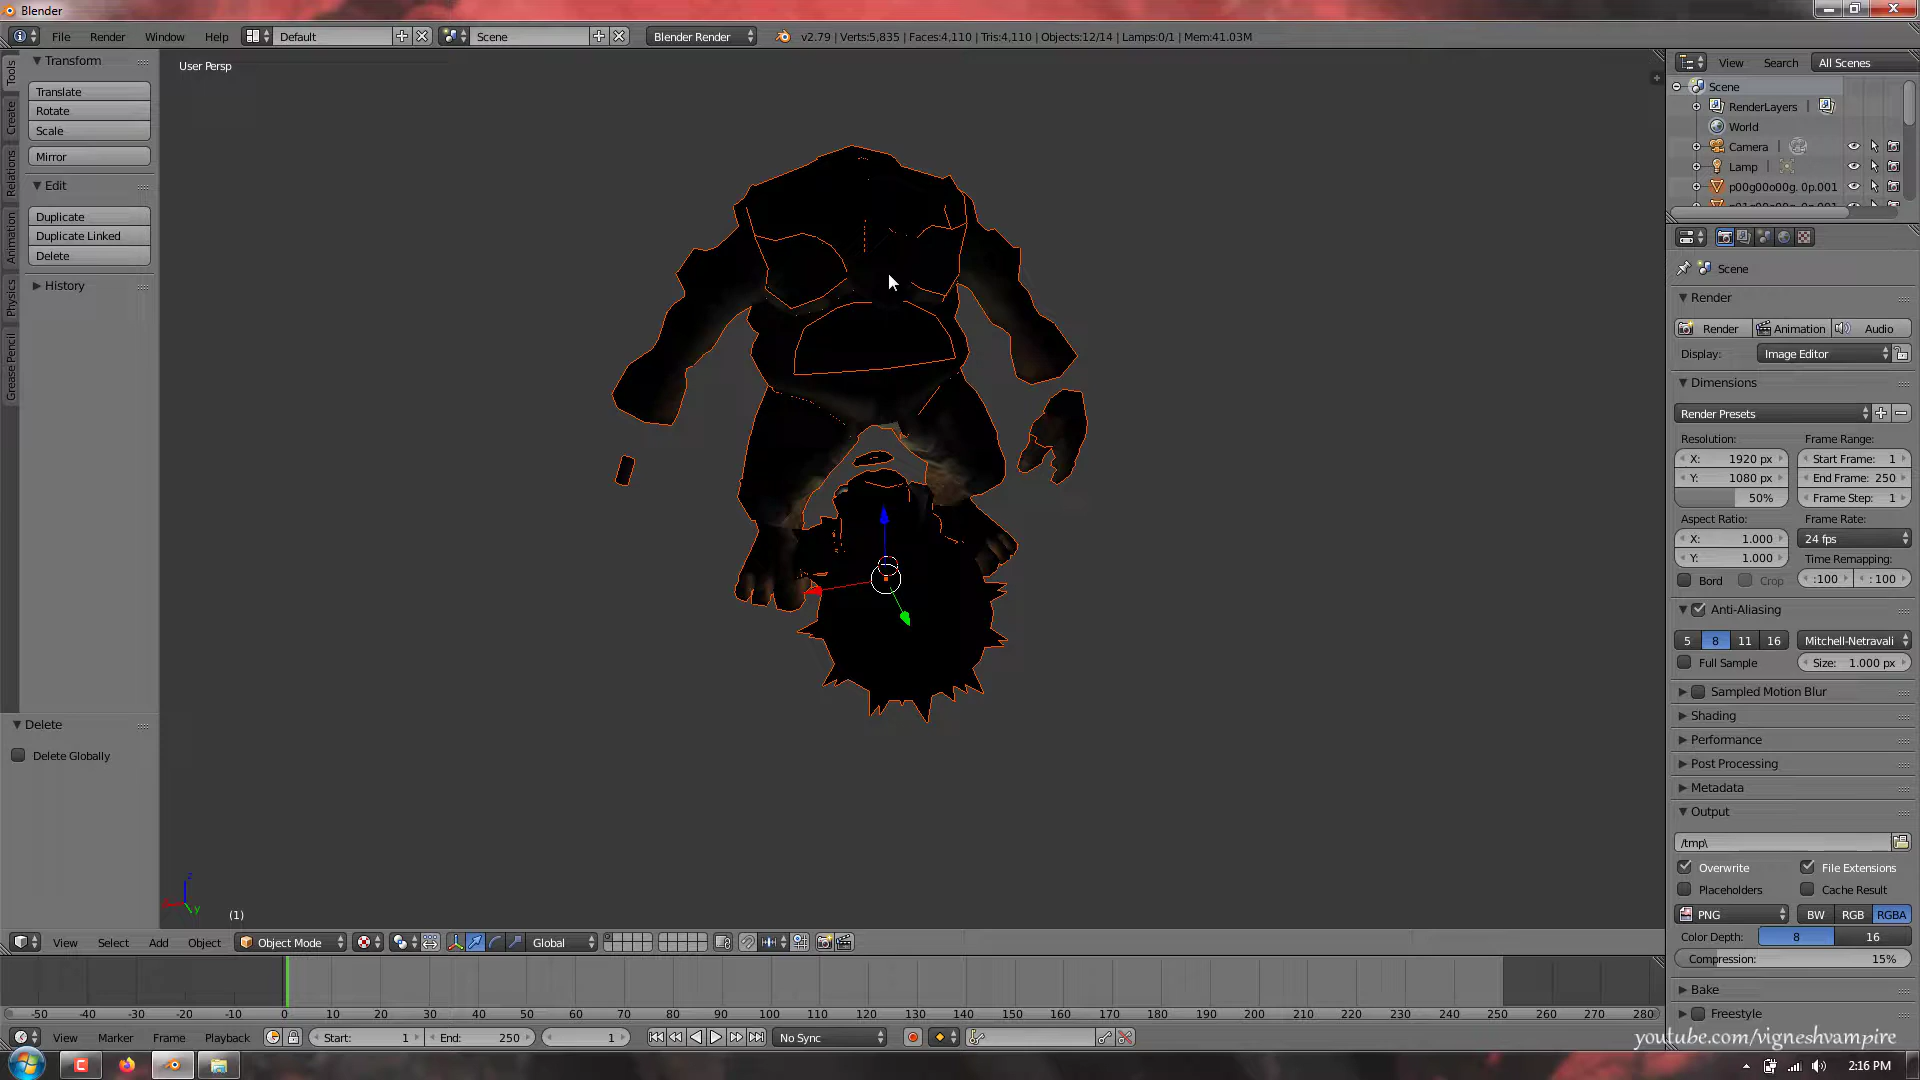 Blender
File Render Window Help Default Scene Blender Render v2.79 | Verts:5,835 | Faces:4,110 | Tris:4,110 | Objects:12/14 | Lamps:0/1 | Mem:41.03M
Tools
Create
Relations
Animation
Physics
Grease Pencil
Transform
Translate
Rotate
Scale
Mirror
Edit
Duplicate
Duplicate Linked
Delete
History
Delete
Delete Globally
User Persp
z
y
(1)
View Select Add Object Object Mode Global
View Search All Scenes
Scene
RenderLayers |
World
Camera |
Lamp |
p00g00o00g. 0p.001
Scene
Render
Render Animation Audio
Display: Image Editor
Dimensions
Render Presets
Resolution: Frame Range:
X: 1920 px Start Frame: 1
Y: 1080 px End Frame: 250
50% Frame Step: 1
Aspect Ratio: Frame Rate:
X: 1.000 24 fps
Y: 1.000 Time Remapping:
Bord Crop :100 : 100
Anti-Aliasing
5 8 11 16 Mitchell-Netravali
Full Sample Size: 1.000 px
Sampled Motion Blur
Shading
Performance
Post Processing
Metadata
Output
/tmp\
Overwrite File Extensions
Placeholders Cache Result
PNG BW RGB RGBA
Color Depth: 8 16
Compression: 15%
Bake
Freestyle
-50 -40 -30 -20 -10 0 10 20 30 40 50 60 70 80 90 100 110 120 130 140 150 160 170 180 190 200 210 220 230 240 250 260 270 280
View Marker Frame Playback Start: 1 End: 250 1 No Sync
youtube.com/vigneshvampire
2:16 PM